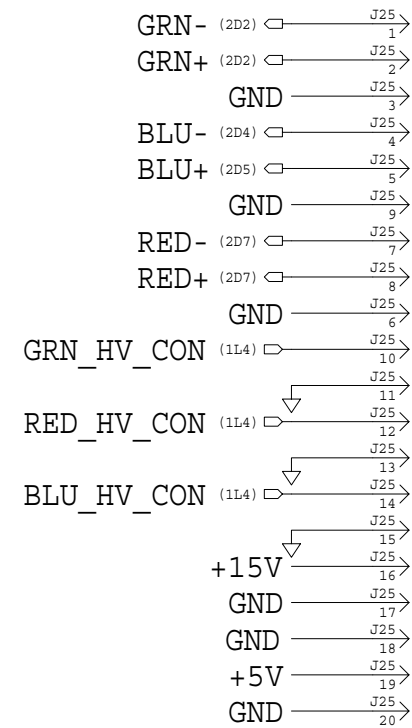 GRN- (2D2) J25 1
GRN+ (2D2) J25 2
GND J25 3
BLU- (2D4) J25 4
BLU+ (2D5) J25 5
GND J25 9
RED- (2D7) J25 7
RED+ (2D7) J25 8
GND J25 6
GRN_HV_CON (1L4) J25 10
J25 11
RED_HV_CON (1L4) J25 12
J25 13
BLU_HV_CON (1L4) J25 14
J25 15
+15V J25 16
GND J25 17
GND J25 18
+5V J25 19
GND J25 20